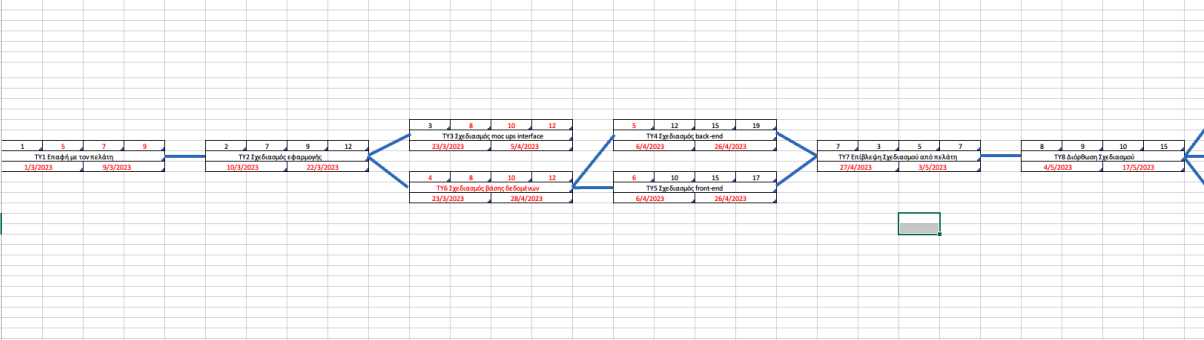 1 5 7 9
ΤΥ1 Επαφή με τον πελάτη
1/3/2023 9/3/2023
2 7 9 12
ΤΥ2 Σχεδιασμός εφαρμογής
10/3/2023 22/3/2023
3 8 10 12
ΤΥ3 Σχεδιασμός moc ups interface
23/3/2023 5/4/2023
4 8 10 12
ΤΥ6 Σχεδιασμός βάσης δεδομένων
23/3/2023 28/4/2023
5 12 15 19
ΤΥ4 Σχεδιασμός back-end
6/4/2023 26/4/2023
6 10 15 17
ΤΥ5 Σχεδιασμός front-end
6/4/2023 26/4/2023
7 3 5 7
ΤΥ7 Επίβλεψη Σχεδιασμού από πελάτη
27/4/2023 3/5/2023
8 9 10 15
ΤΥ8 Διόρθωση Σχεδιασμού
4/5/2023 17/5/2023